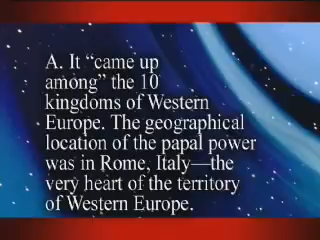 A. It “came up
among” the 10
kingdoms of Western
Europe. The geographical
location of the papal power
was in Rome, Italy—the
very heart of the territory
of Western Europe.